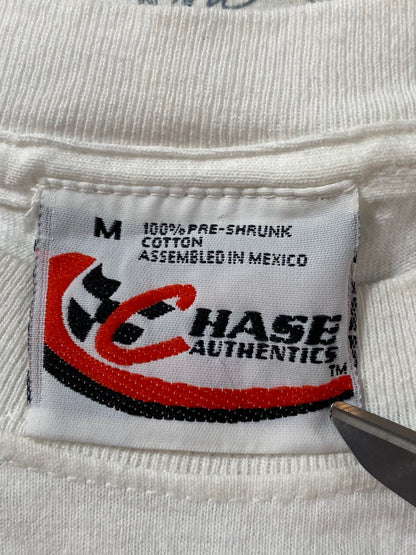 M 100% PRE-SHRUNK
COTTON
ASSEMBLED IN MEXICO
CHASE
AUTHENTICS
TM